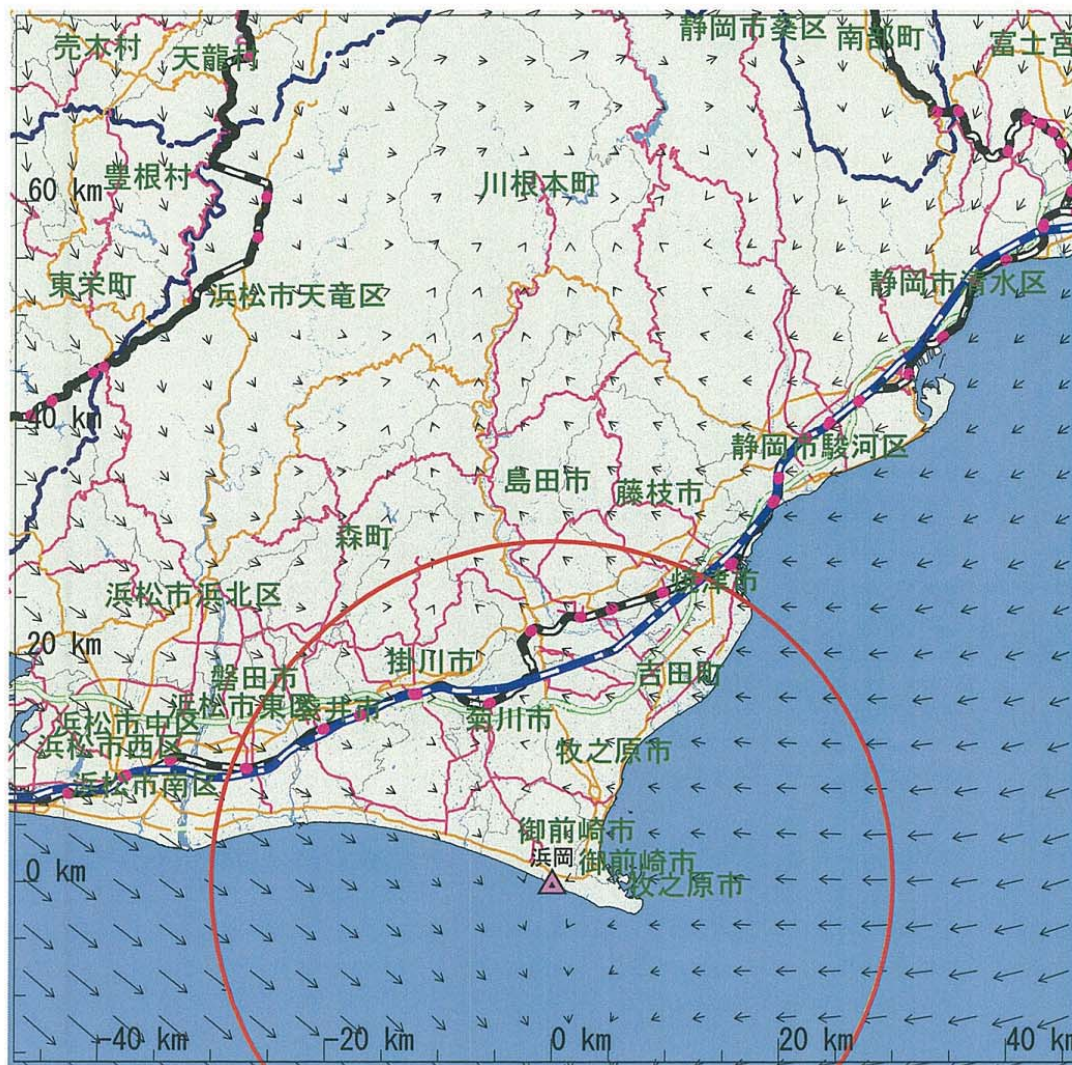 静岡市葵区
南部町
富士宮
売木村
天龍村
豊根村
60 km
川根本町
東栄町
浜松市天竜区
静岡市清水区
40 km
静岡市駿河区
島田市
藤枝市
森町
浜松市浜北区
焼津市
20 km
掛川市
磐田市
吉田町
浜松市東区
袋井市
菊川市
浜松市中区
浜松市西区
牧之原市
浜松市南区
御前崎市
浜岡
御前崎市
0 km
牧之原市
-40 km
-20 km
0 km
20 km
40 km